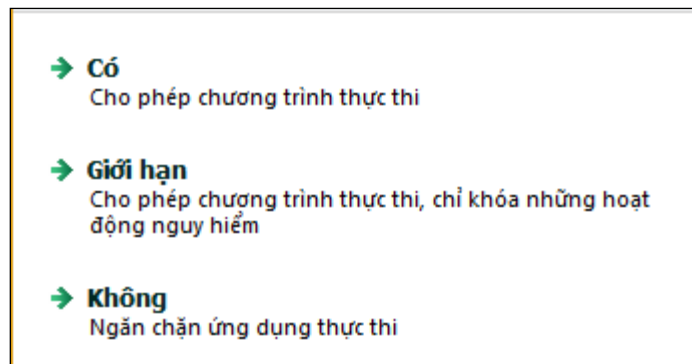 Có
Cho phép chương trình thực thi
Giới hạn
Cho phép chương trình thực thi, chỉ khóa những hoạt
động nguy hiểm
Không
Ngăn chặn ứng dụng thực thi